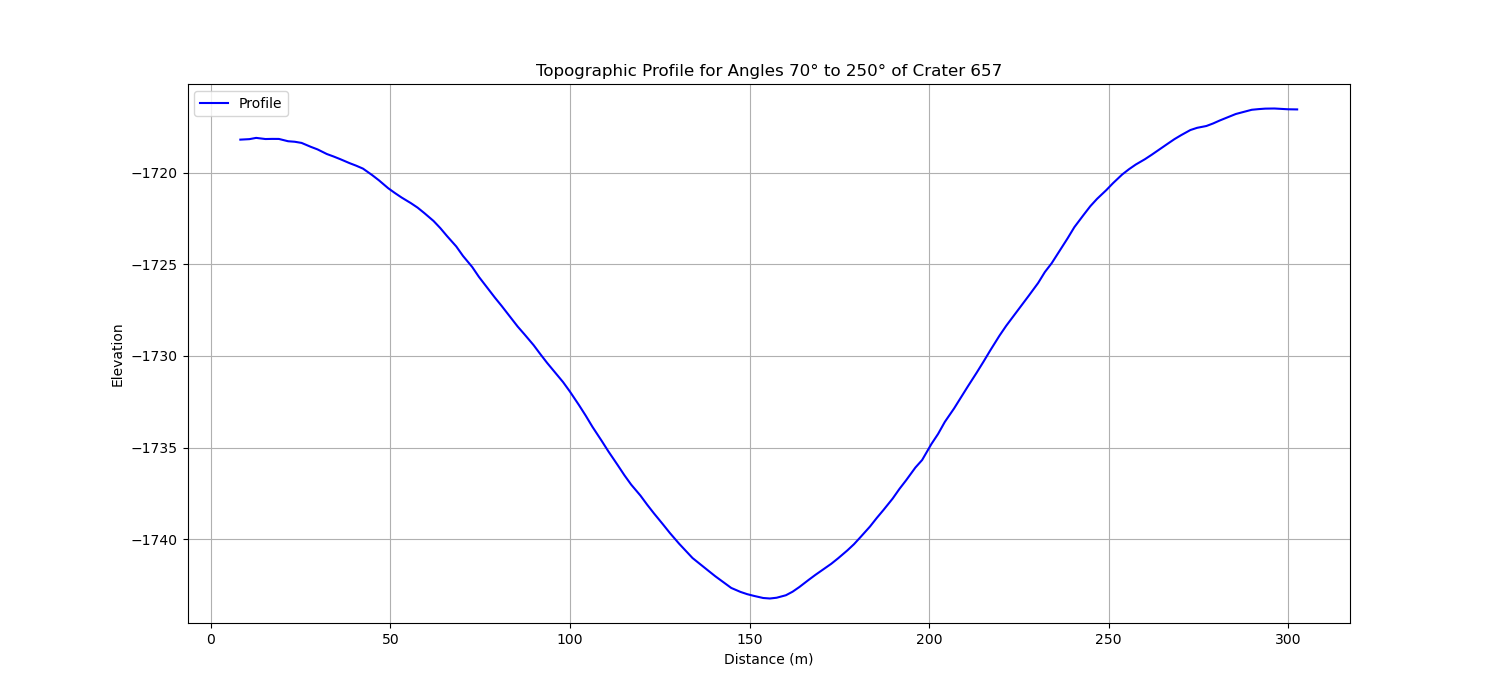 Topographic Profile for Angles 70° to 250° of Crater 657
Profile
−1720
−1725
−1730
−1735
−1740
Elevation
0 50 100 150 200 250 300
Distance (m)